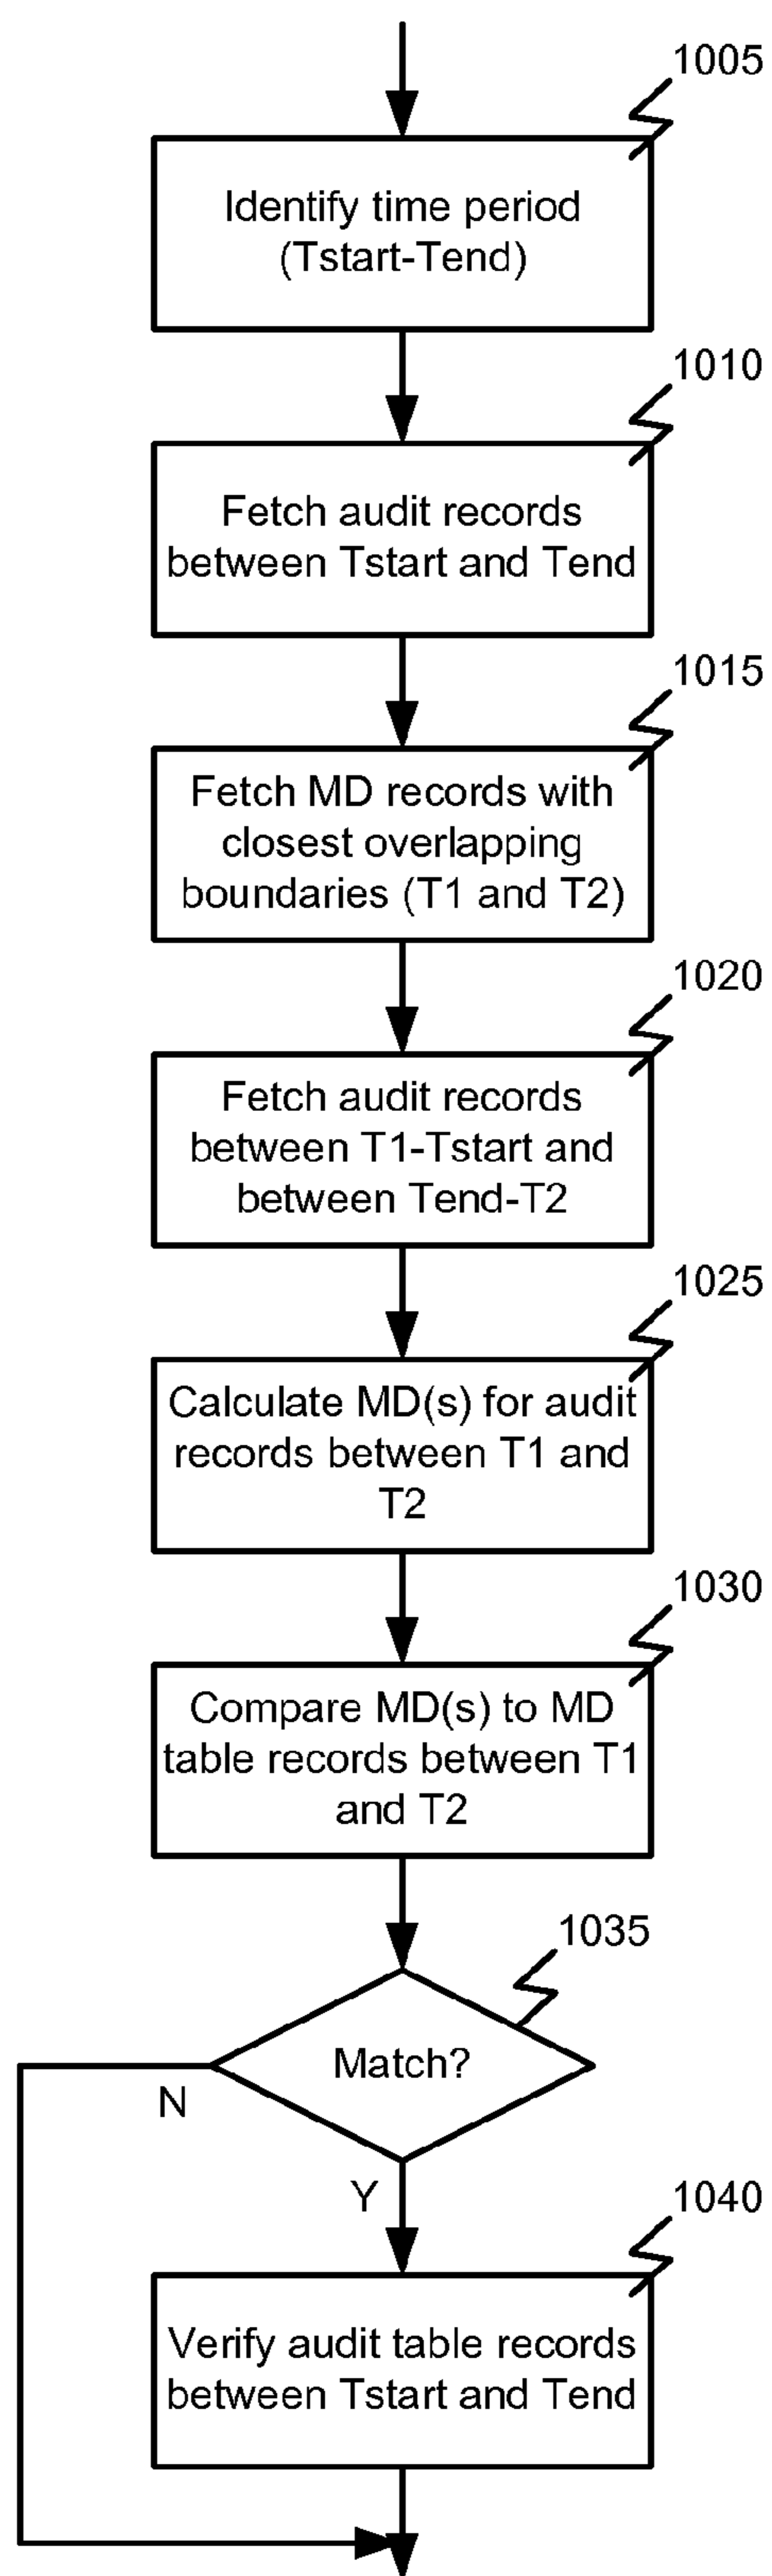 1005
Identify time period
(Tstart-Tend)
1010
Fetch audit records
between Tstart and Tend
1015
Fetch MD records with
closest overlapping
boundaries (T1 and T2)
1020
Fetch audit records
between T1-Tstart and
between Tend-T2
1025
Calculate MD(s) for audit
records between T1 and
T2
1030
Compare MD(s) to MD
table records between T1
and T2
1035
Match?
N
Y
1040
Verify audit table records
between Tstart and Tend